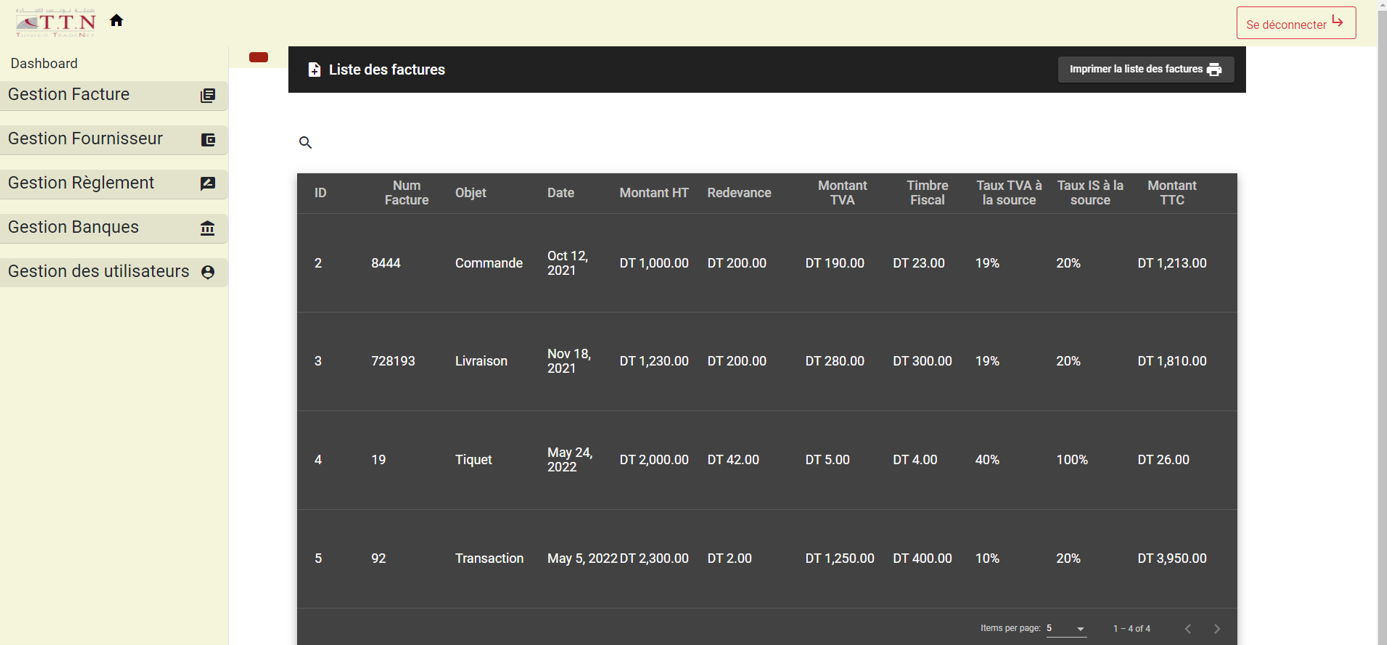 T.T.N
Se déconnecter
Dashboard
Gestion Facture
Gestion Fournisseur
Gestion Règlement
Gestion Banques
Gestion des utilisateurs
Liste des factures
Imprimer la liste des factures
ID Num Facture Objet Date Montant HT Redevance Montant TVA Timbre Fiscal Taux TVA à la source Taux IS à la source Montant TTC
2 8444 Commande Oct 12, 2021 DT 1,000.00 DT 200.00 DT 190.00 DT 23.00 19% 20% DT 1,213.00
3 728193 Livraison Nov 18, 2021 DT 1,230.00 DT 200.00 DT 280.00 DT 300.00 19% 20% DT 1,810.00
4 19 Tiquet May 24, 2022 DT 2,000.00 DT 42.00 DT 5.00 DT 4.00 40% 100% DT 26.00
5 92 Transaction May 5, 2022 DT 2,300.00 DT 2.00 DT 1,250.00 DT 400.00 10% 20% DT 3,950.00
Items per page: 5 1 – 4 of 4